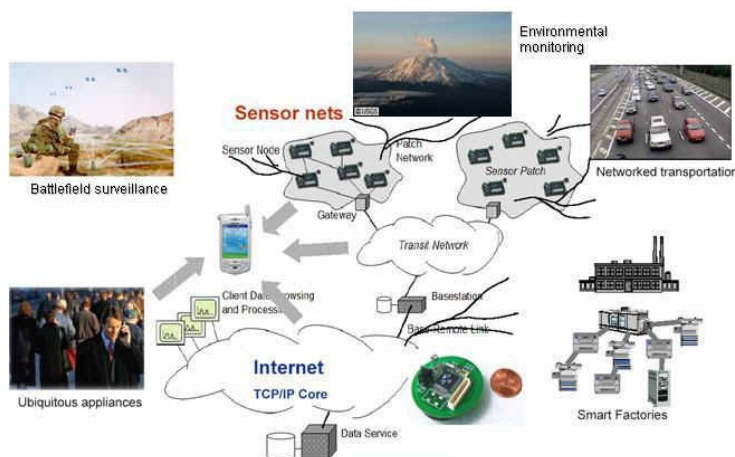 Environmental
monitoring
Sensor nets
Sensor Node
Patch
Network
Sensor Patch
Networked transportation
Battlefield surveillance
Gateway
Transit Network
Client Data Browsing
and Processing
Basestation
Base-Remote Link
Internet
TCP/IP Core
Ubiquitous appliances
Smart Factories
Data Service
USGS